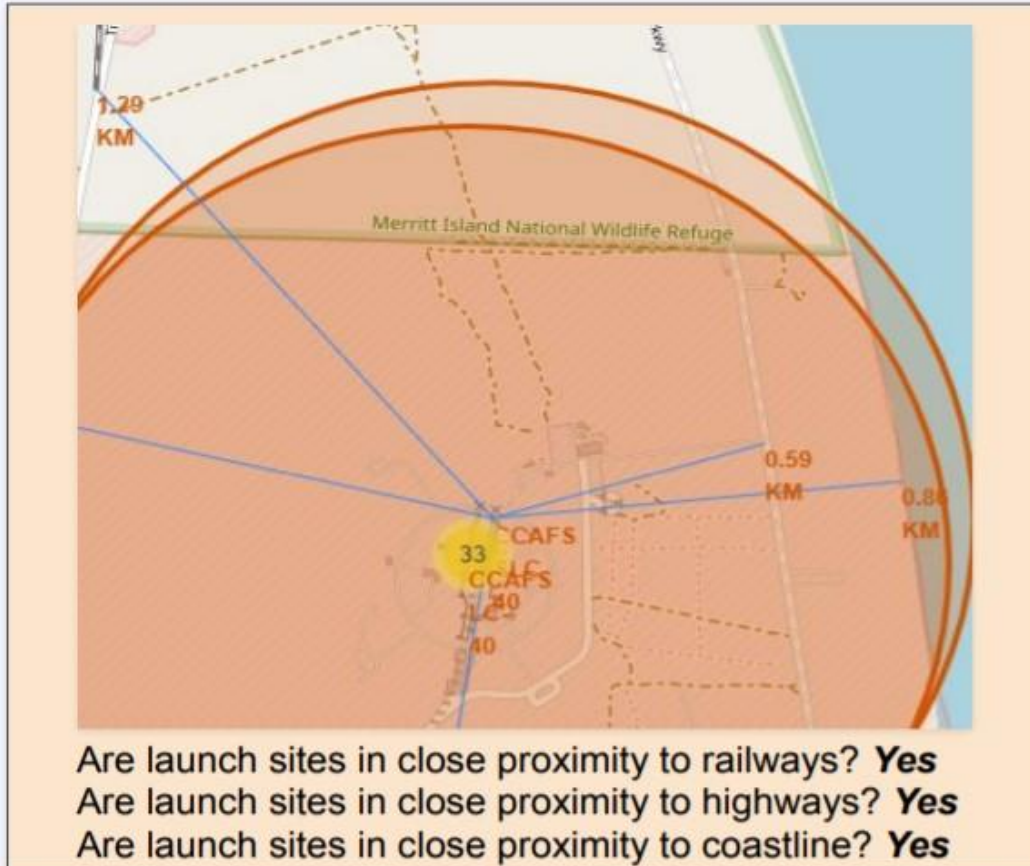 1.29
KM
Merritt Island National Wildlife Refuge
0.59
KM
KM
CCAFS
33
CCAFS
40
40
Are launch sites in close proximity to railways? Yes
Are launch sites in close proximity to highways? Yes
Are launch sites in close proximity to coastline? Yes